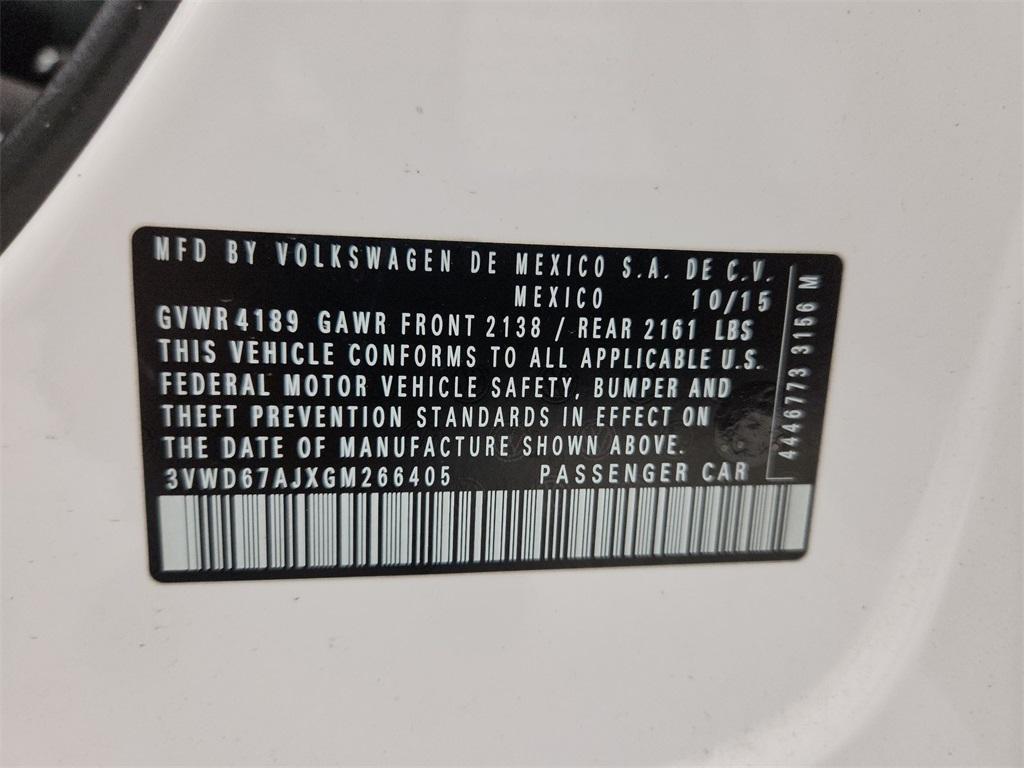 MFD BY VOLKSWAGEN DE MEXICO S.A. DE C.V.
MEXICO 10/15
GVWR 4189 GAWR FRONT 2138 / REAR 2161 LBS
THIS VEHICLE CONFORMS TO ALL APPLICABLE U.S.
FEDERAL MOTOR VEHICLE SAFETY, BUMPER AND
THEFT PREVENTION STANDARDS IN EFFECT ON
THE DATE OF MANUFACTURE SHOWN ABOVE.
3VWD67AJXGM266405 PASSENGER CAR
4446773 3156 M